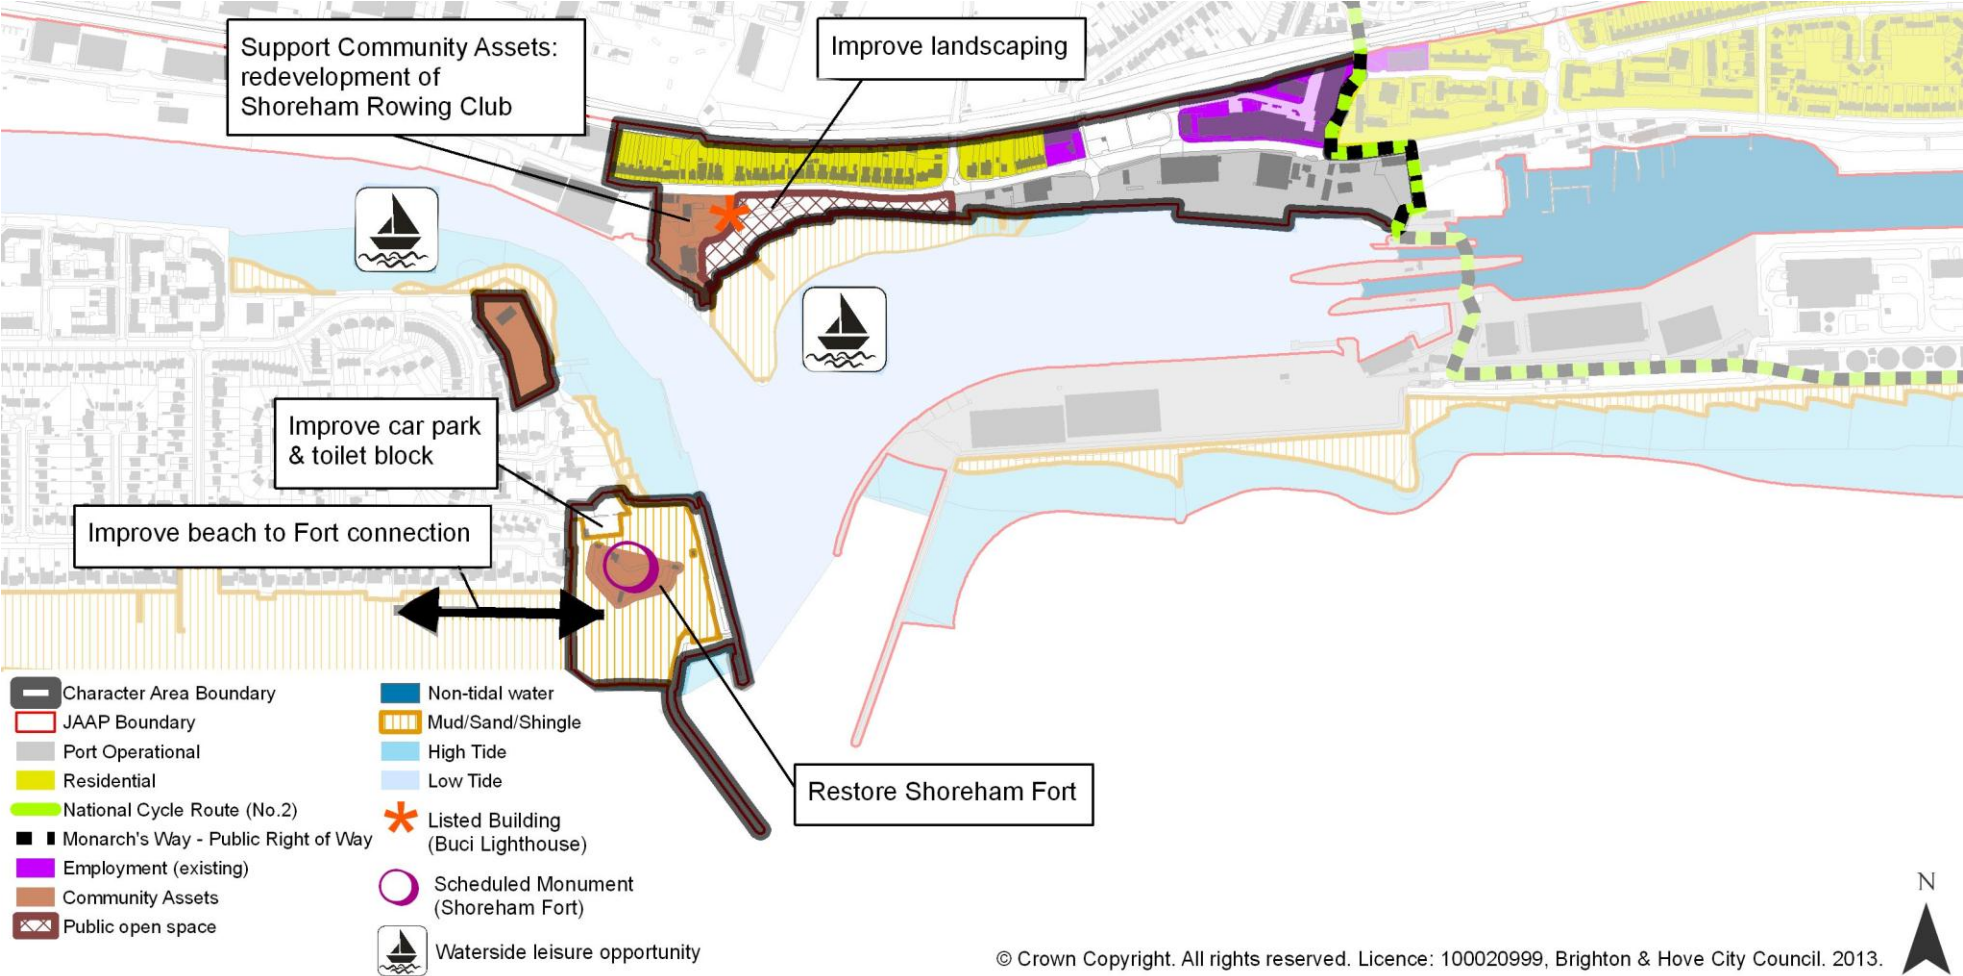 Support Community Assets:
redevelopment of
Shoreham Rowing Club
Improve landscaping
Improve car park
& toilet block
Improve beach to Fort connection
Restore Shoreham Fort
Character Area Boundary
JAAP Boundary
Port Operational
Residential
National Cycle Route (No.2)
Monarch's Way - Public Right of Way
Employment (existing)
Community Assets
Public open space
Non-tidal water
Mud/Sand/Shingle
High Tide
Low Tide
Listed Building
(Buci Lighthouse)
Scheduled Monument
(Shoreham Fort)
Waterside leisure opportunity
N
© Crown Copyright. All rights reserved. Licence: 100020999, Brighton & Hove City Council. 2013.